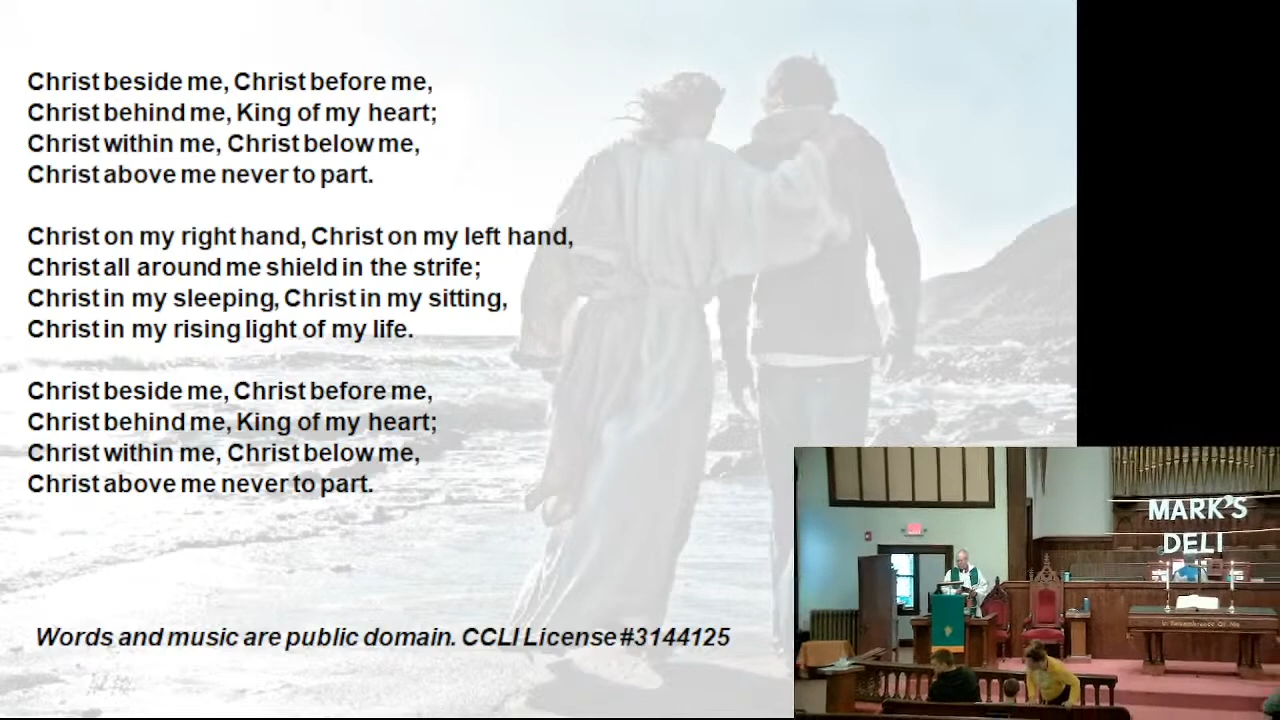 Christ beside me, Christ before me,
Christ behind me, King of my heart;
Christ within me, Christ below me,
Christ above me never to part.
Christ on my right hand, Christ on my left hand,
Christ all around me shield in the strife;
Christ in my sleeping, Christ in my sitting,
Christ in my rising light of my life.
Christ beside me, Christ before me,
Christ behind me, King of my heart;
Christ within me, Christ below me,
Christ above me never to part.
Words and music are public domain. CCLI License #3144125
MARK'S
DELI
In Remembrance Of Me